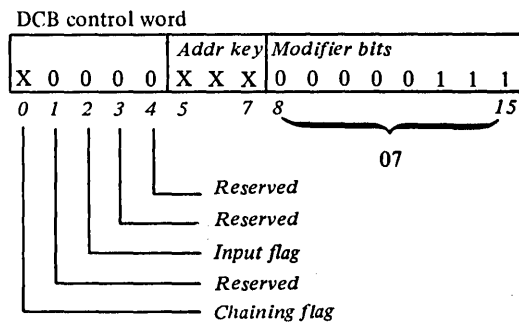 DCB control word
Addr key Modifier bits
X 0 0 0 0 X X X 0 0 0 0 0 1 1 1
0 1 2 3 4 5 7 8 15
07
Reserved
Reserved
Input flag
Reserved
Chaining flag